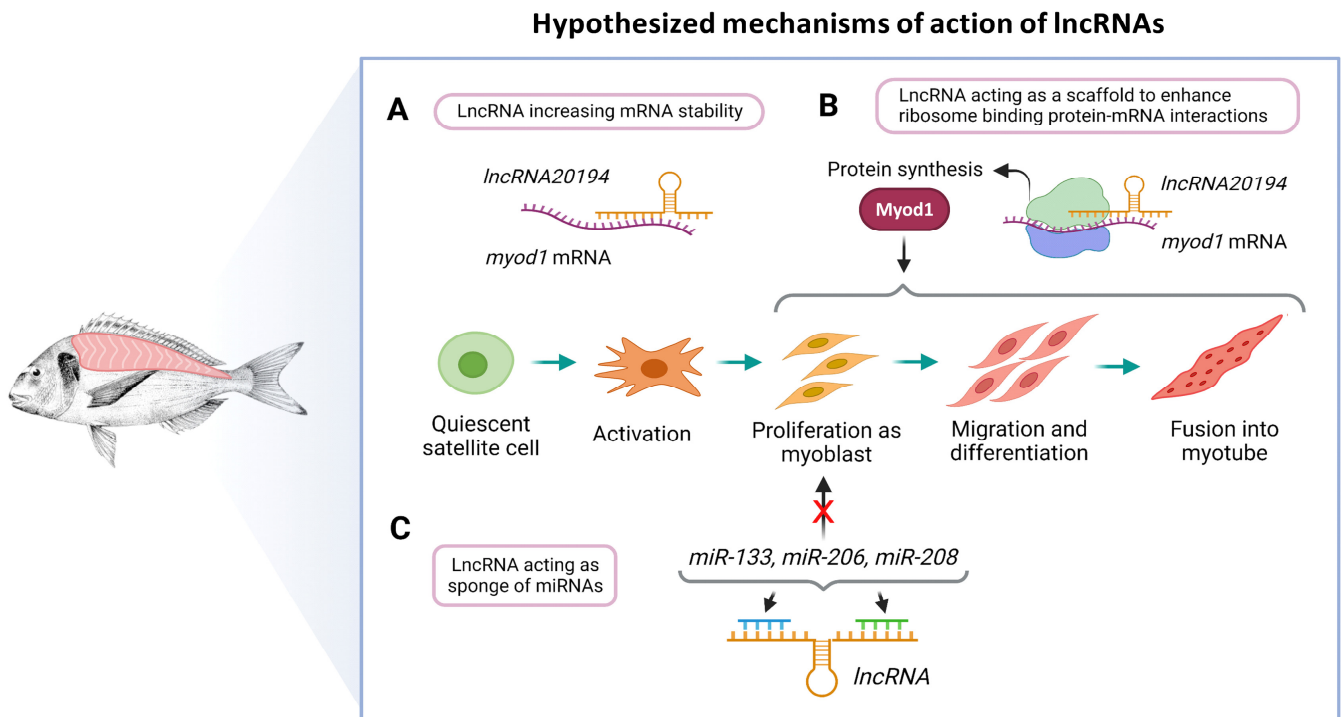 Hypothesized mechanisms of action of lncRNAs
A
LncRNA increasing mRNA stability
lncRNA20194
myod1 mRNA
B
LncRNA acting as a scaffold to enhance
ribosome binding protein-mRNA interactions
Protein synthesis
Myod1
lncRNA20194
myod1 mRNA
Quiescent
satellite cell
Activation
Proliferation as
myoblast
Migration and
differentiation
Fusion into
myotube
X
C
LncRNA acting as
sponge of miRNAs
miR-133, miR-206, miR-208
lncRNA